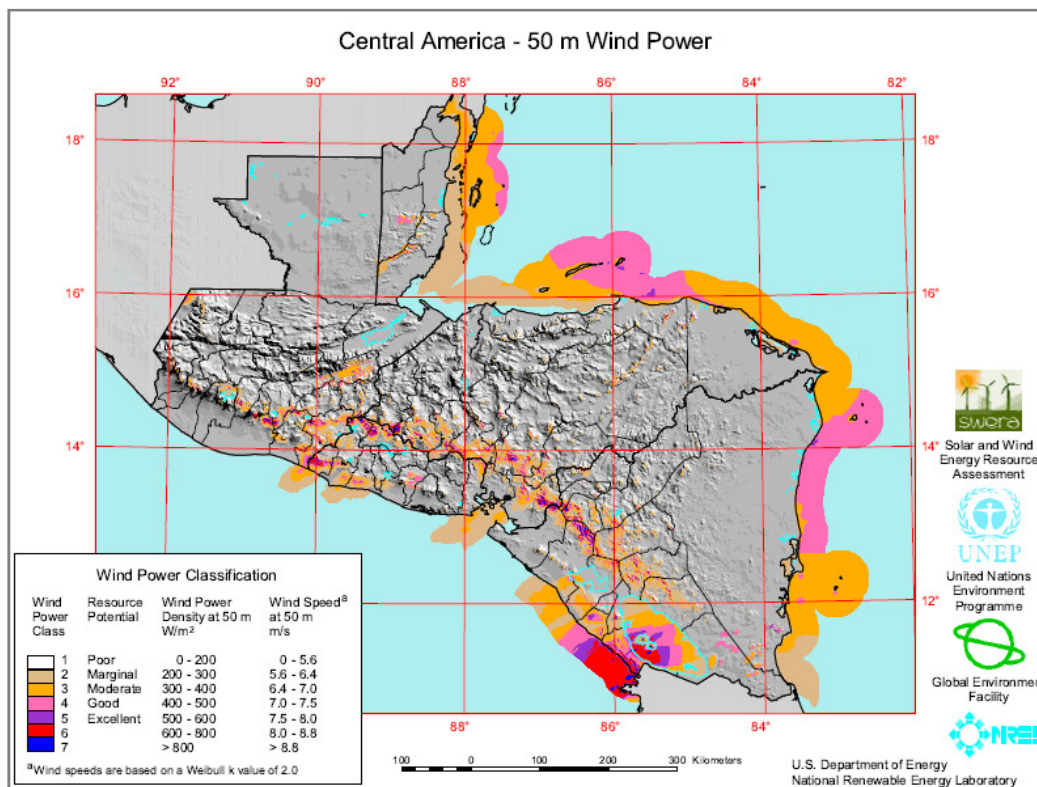 Central America - 50 m Wind Power
92° 90° 88° 86° 84° 82°
18° 18°
16° 16°
14° 14°
12° 12°
88° 86° 84°
swera
Solar and Wind
Energy Resource
Assessment
UNEP
United Nations
Environment
Programme
Global Environment
Facility
NREL
Wind Power Classification
Wind Resource Wind Power Wind Speedᵃ
Power Potential Density at 50 m at 50 m
Class W/m² m/s
1 Poor 0 - 200 0 - 5.6
2 Marginal 200 - 300 5.6 - 6.4
3 Moderate 300 - 400 6.4 - 7.0
4 Good 400 - 500 7.0 - 7.5
5 Excellent 500 - 600 7.5 - 8.0
6 600 - 800 8.0 - 8.8
7 > 800 > 8.8
ᵃWind speeds are based on a Weibull k value of 2.0
100 0 100 200 300 Kilometers
U.S. Department of Energy
National Renewable Energy Laboratory